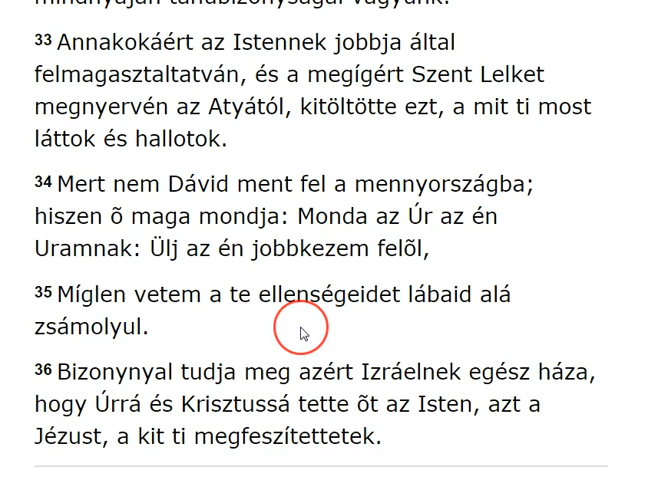 mindnyájan tanúbizonyságai vagyunk.
33 Annakokáért az Istennek jobbja által
felmagasztaltatván, és a megígért Szent Lelket
megnyervén az Atyától, kitöltötte ezt, a mit ti most
láttok és hallotok.
34 Mert nem Dávid ment fel a mennyországba;
hiszen õ maga mondja: Monda az Úr az én
Uramnak: Ülj az én jobbkezem felõl,
35 Míglen vetem a te ellenségeidet lábaid alá
zsámolyul.
36 Bizonynyal tudja meg azért Izráelnek egész háza,
hogy Úrrá és Krisztussá tette õt az Isten, azt a
Jézust, a kit ti megfeszítettetek.